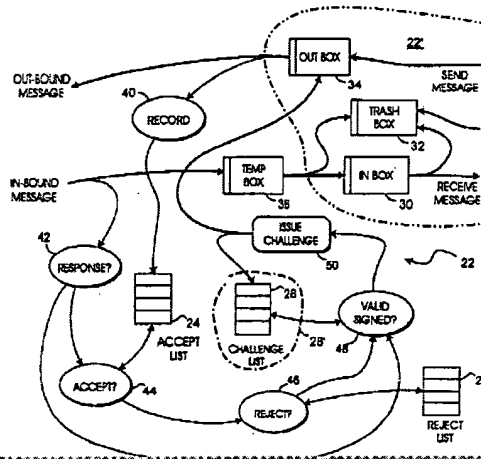 OUT-BOUND
MESSAGE
40
RECORD
OUT BOX
34
22'
SEND
MESSAGE
TRASH
BOX
32
IN-BOUND
MESSAGE
TEMP
BOX
36
IN BOX
30
RECEIVE
MESSAGE
42
RESPONSE?
ISSUE
CHALLENGE
50
22
24
ACCEPT
LIST
28
CHALLENGE
LIST
28'
VALID
SIGNED?
48
ACCEPT?
44
46
REJECT?
2
REJECT
LIST